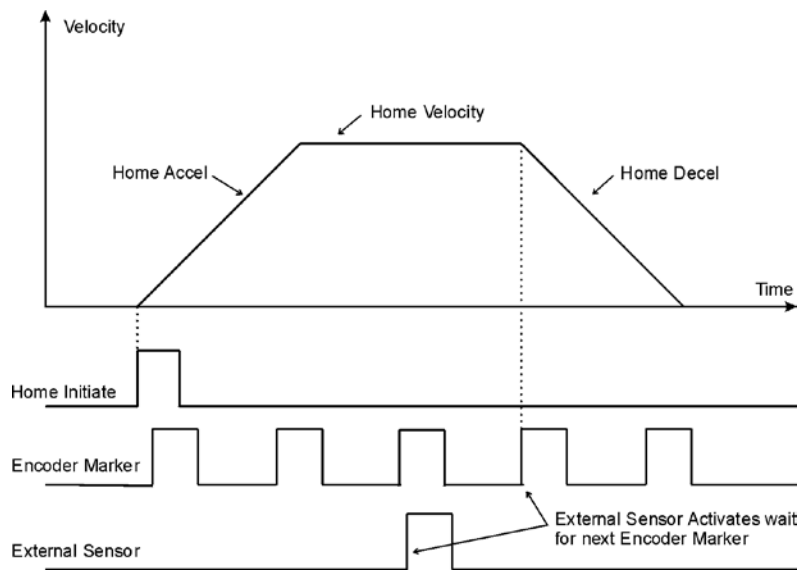 Velocity
Home Velocity
Home Accel
Home Decel
Time
Home Initiate
Encoder Marker
External Sensor Activates wait
for next Encoder Marker
External Sensor